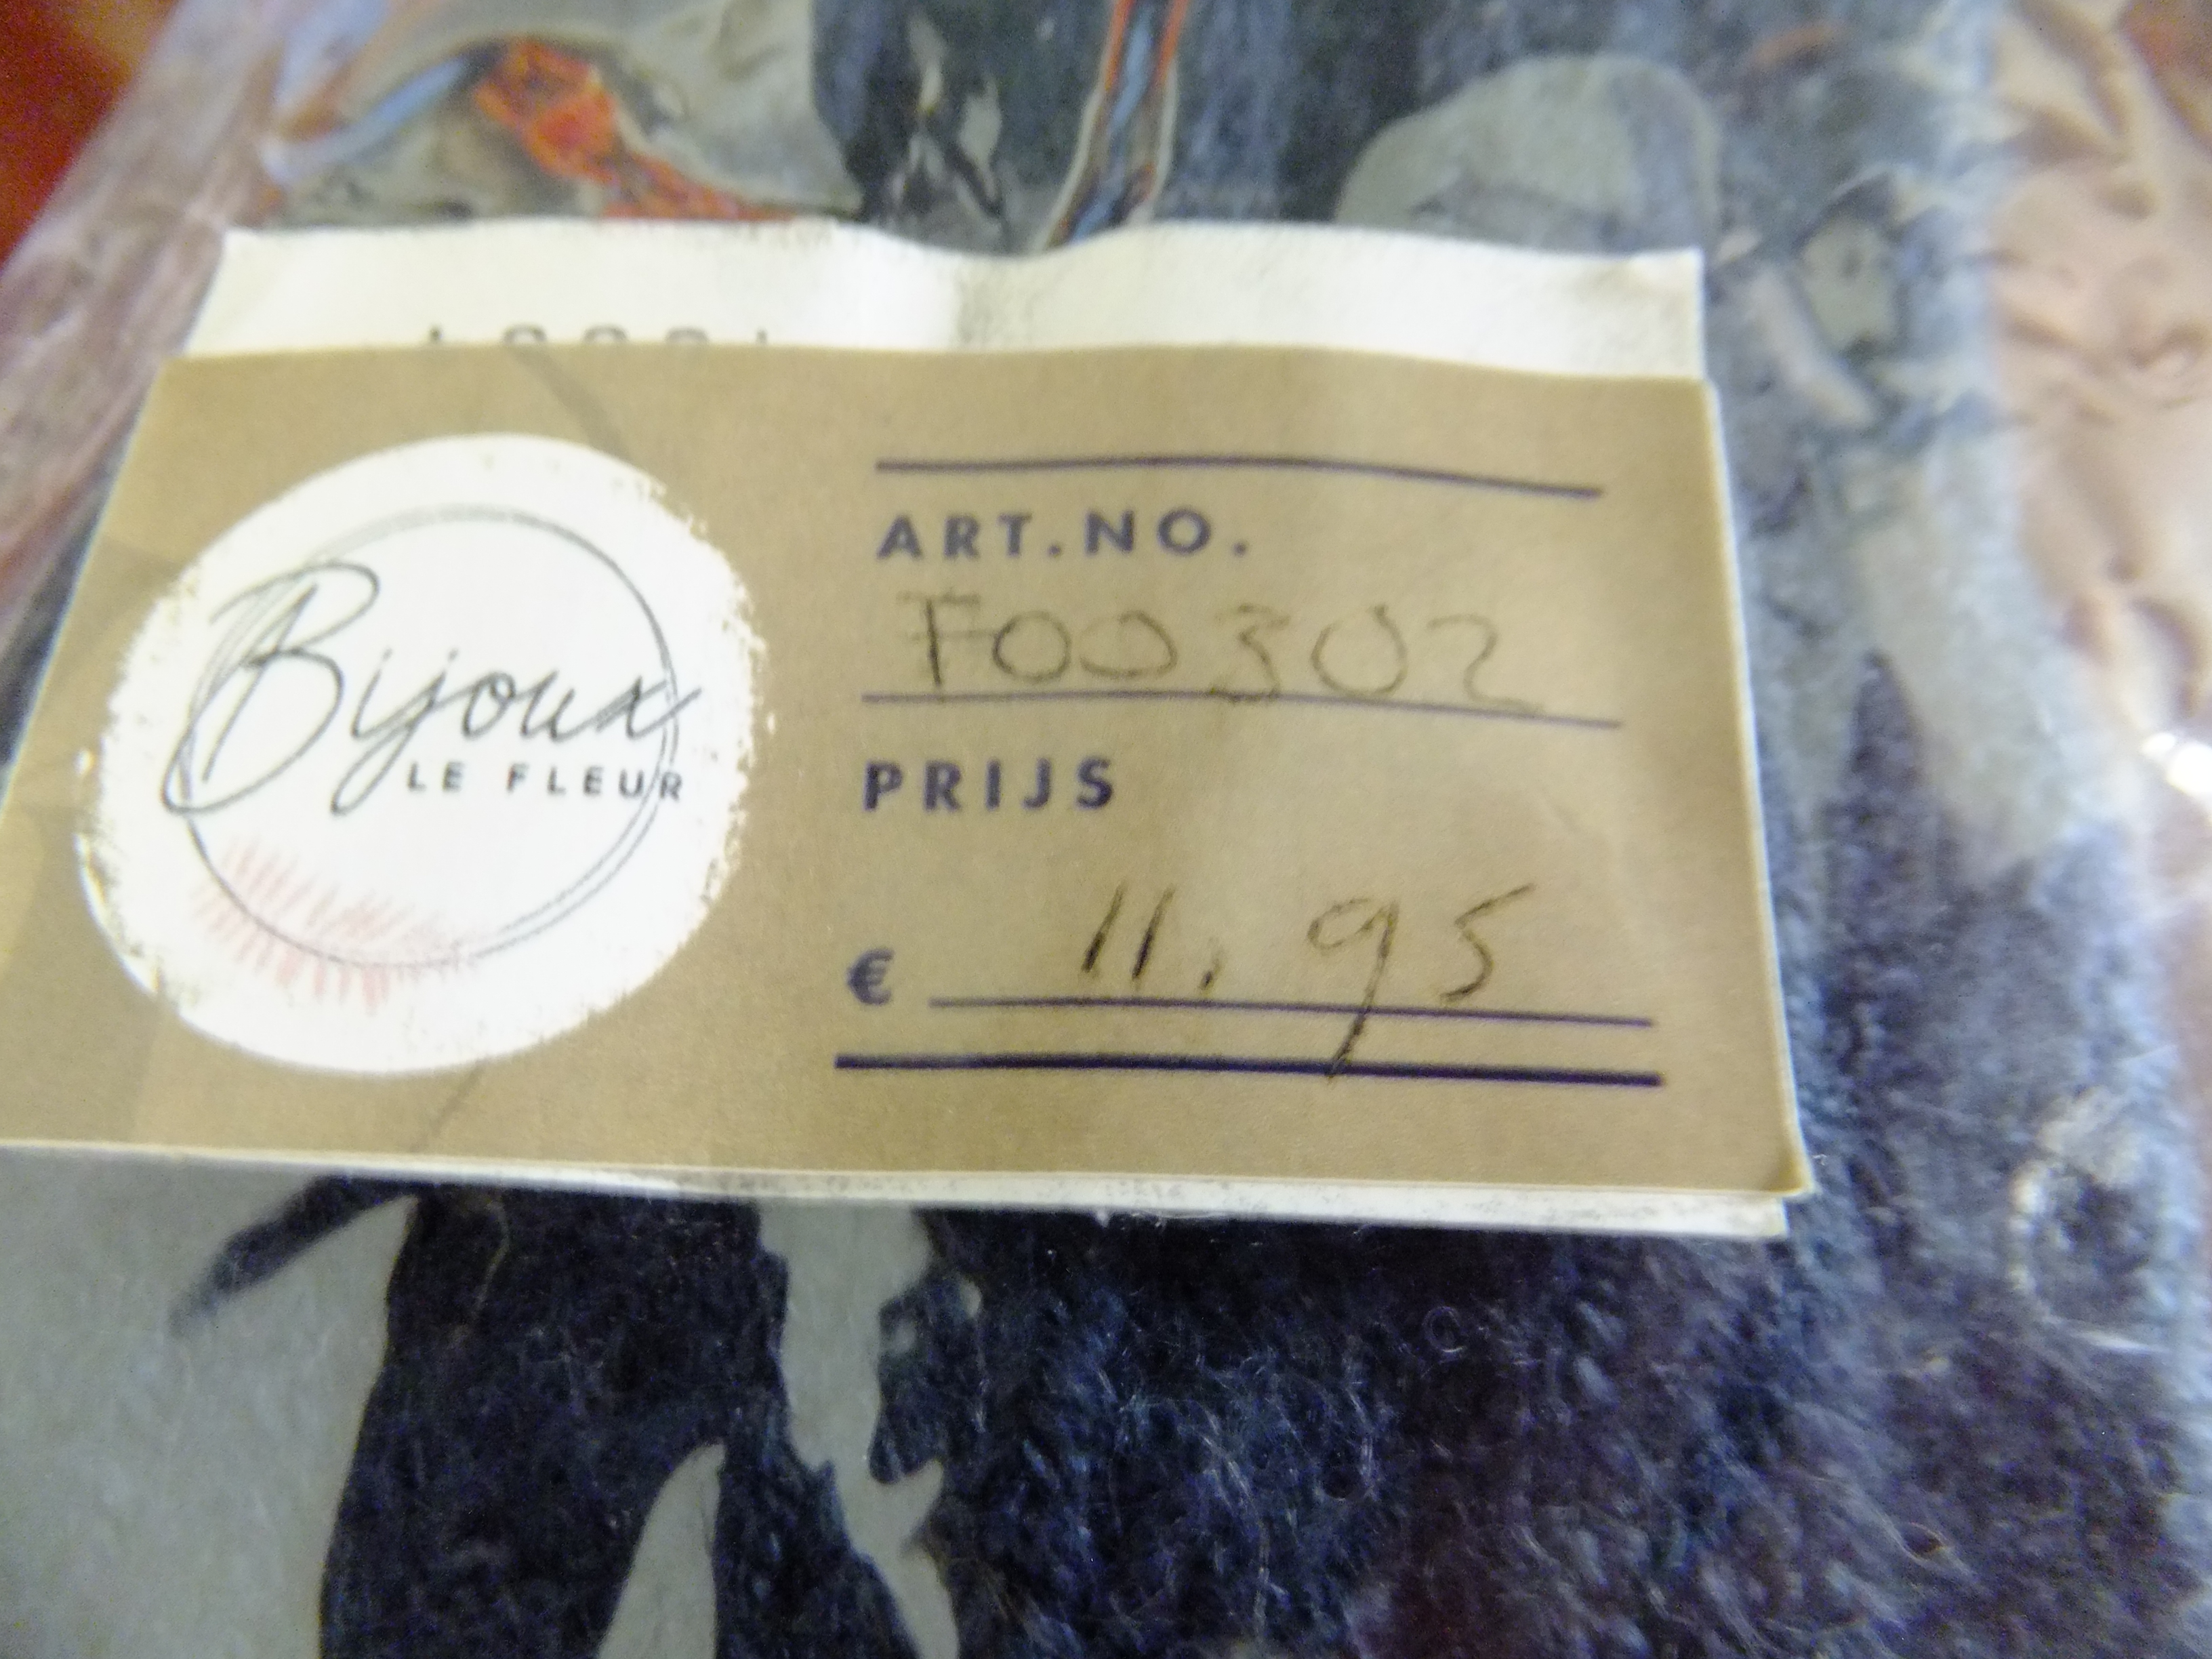 Bijoux
LE FLEUR
ART.NO.
F00302
PRIJS
€ 11.95